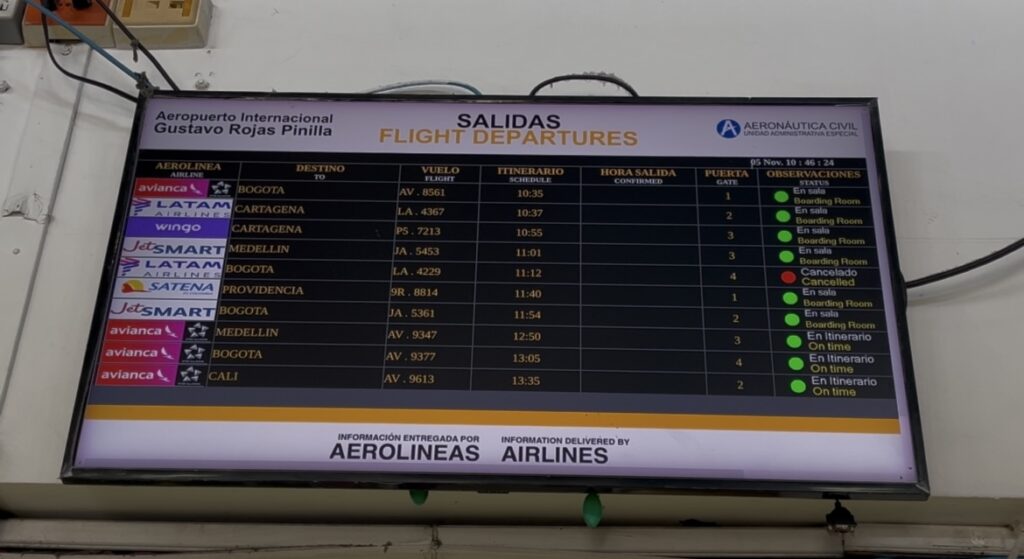 Aeropuerto Internacional
Gustavo Rojas Pinilla
SALIDAS
FLIGHT DEPARTURES
AERONÁUTICA CIVIL
UNIDAD ADMINISTRATIVA ESPECIAL
05 Nov. 10 : 46 : 24
AEROLINEA DESTINO VUELO ITINERARIO HORA SALIDA PUERTA OBSERVACIONES
AIRLINE TO FLIGHT SCHEDULE CONFIRMED GATE STATUS
avianca BOGOTA AV . 8561 10:35 1 En sala
Boarding Room
LATAM AIRLINES CARTAGENA LA . 4367 10:37 2 En sala
Boarding Room
wingo CARTAGENA P5 . 7213 10:55 3 En sala
Boarding Room
JetSMART MEDELLIN JA . 5453 11:01 3 En sala
Boarding Room
LATAM AIRLINES BOGOTA LA . 4229 11:12 4 Cancelado
Cancelled
SATENA PROVIDENCIA 9R . 8814 11:40 1 En sala
Boarding Room
JetSMART BOGOTA JA . 5361 11:54 2 En sala
Boarding Room
avianca MEDELLIN AV . 9347 12:50 3 En Itinerario
On time
avianca BOGOTA AV . 9377 13:05 4 En Itinerario
On time
avianca CALI AV . 9613 13:35 2 En Itinerario
On time
INFORMACIÓN ENTREGADA POR
AEROLINEAS
INFORMATION DELIVERED BY
AIRLINES